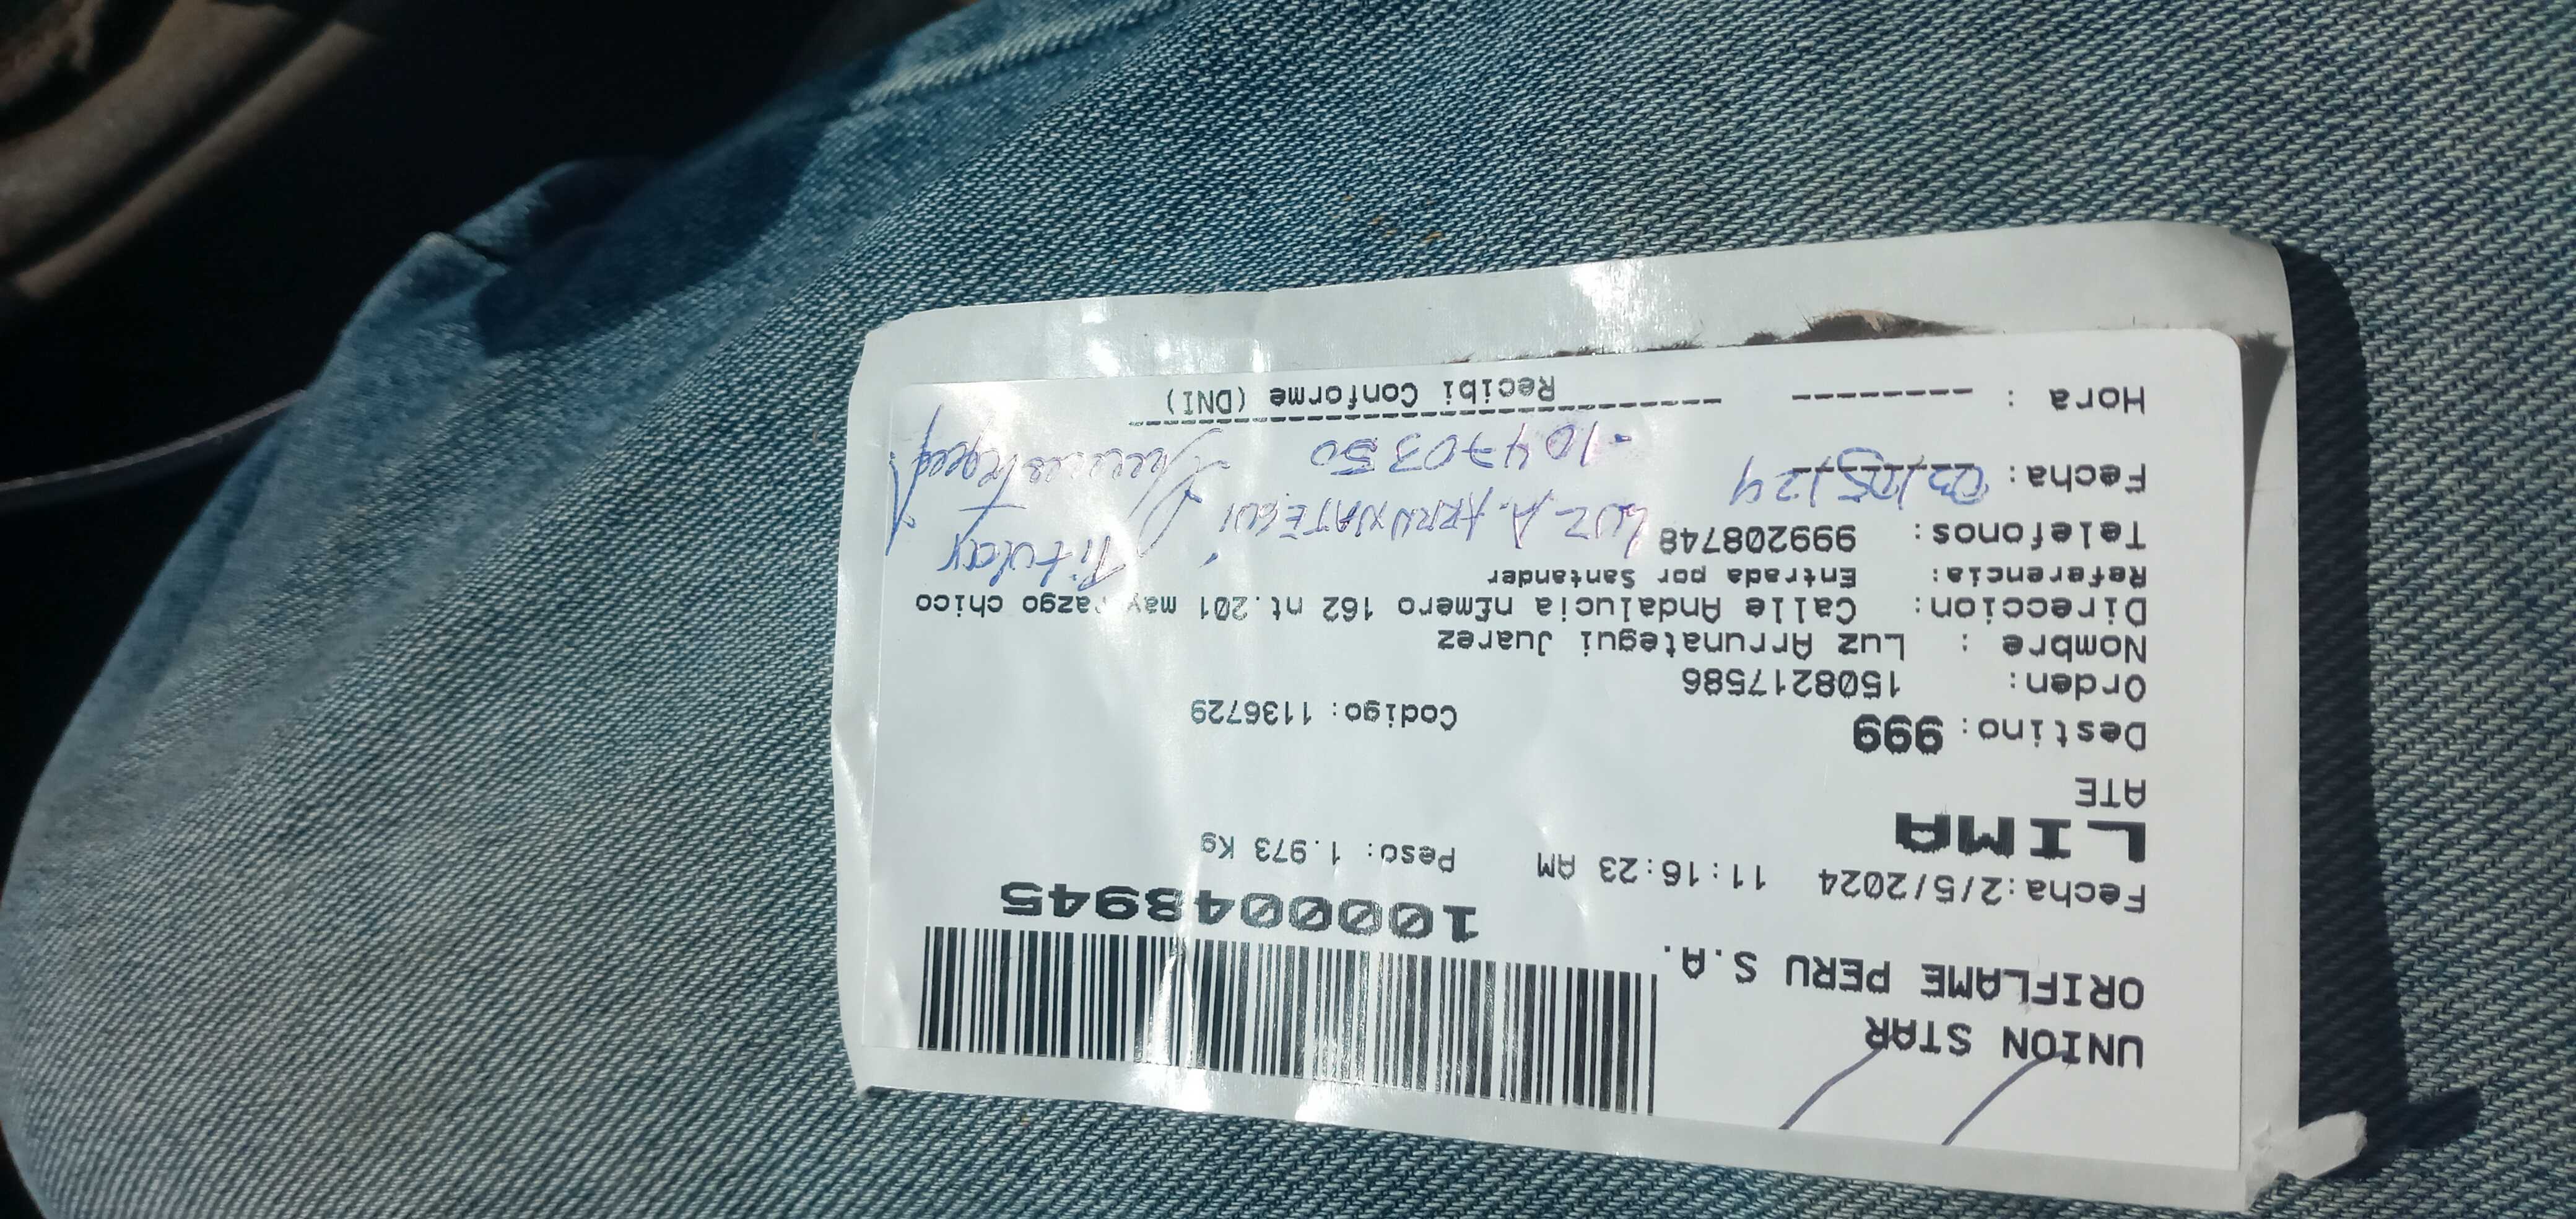 UNION STAR
ORIFLAME PERU S.A.
1000048945
Fecha:2/5/2024 11:16:23 AM Peso: 1.973 Kg
LIMA
ATE
Destino: 999 Codigo: 1136729
Orden: 1508217586
Nombre : Luz Arrunategui Juarez
Direccion: Calle Andalucia nÉmero 162 nt.201 may azgo chico
Referencia: Entrada por Santander
Telefonos: 999208748
Titular
LUZ A. ARRUNATEGUI
Fecha: 03/05/24
-10470350
Hora :
Recibi Conforme (DNI)